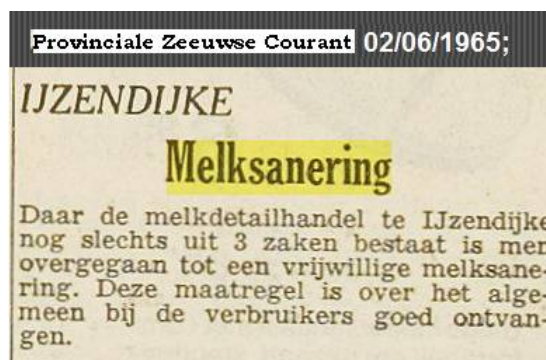 Provinciale Zeeuwse Courant 02/06/1965;
IJZENDIJKE
Melksanering
Daar de melkdetailhandel te IJzendijke
nog slechts uit 3 zaken bestaat is men
overgegaan tot een vrijwillige melksane-
ring. Deze maatregel is over het alge-
meen bij de verbruikers goed ontvan-
gen.